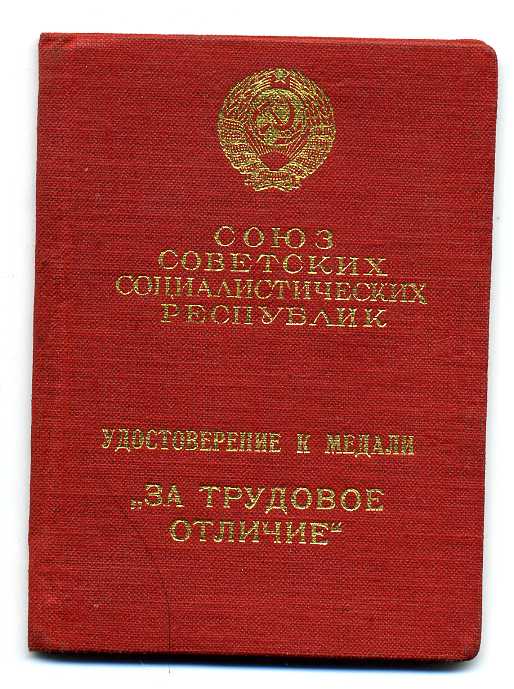 СОЮЗ
СОВЕТСКИХ
СОЦИАЛИСТИЧЕСКИХ
РЕСПУБЛИК
УДОСТОВЕРЕНИЕ К МЕДАЛИ
„ЗА ТРУДОВОЕ
ОТЛИЧИЕ“